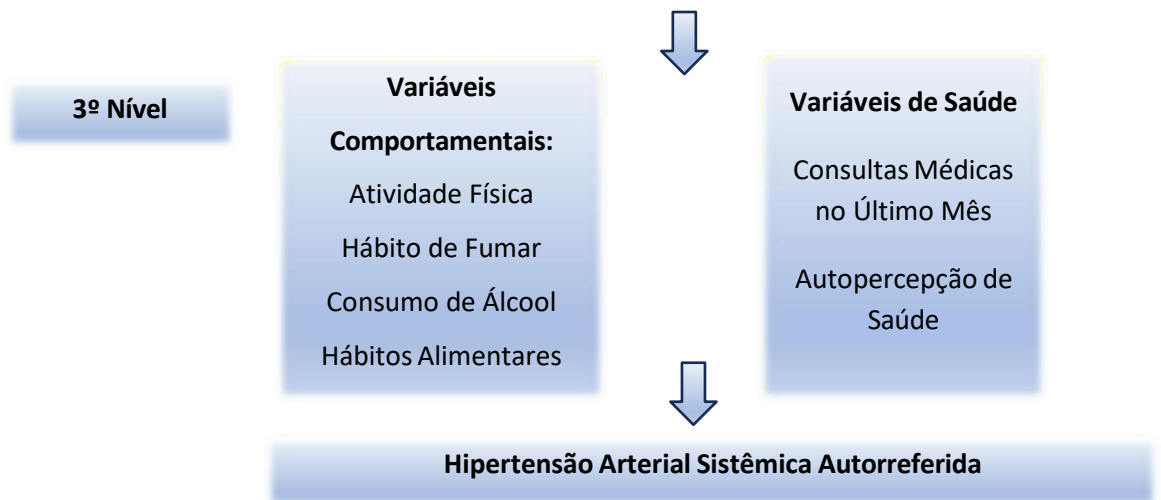 3º Nível
Variáveis
Comportamentais:
Atividade Física
Hábito de Fumar
Consumo de Álcool
Hábitos Alimentares
Variáveis de Saúde
Consultas Médicas
no Último Mês
Autopercepção de
Saúde
Hipertensão Arterial Sistêmica Autorreferida